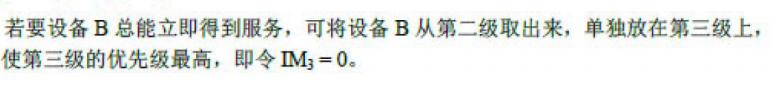 若要设备 B 总能立即得到服务，可将设备 B 从第二级取出来，单独放在第三级上，
使第三级的优先级最高，即令 IM₃ = 0。